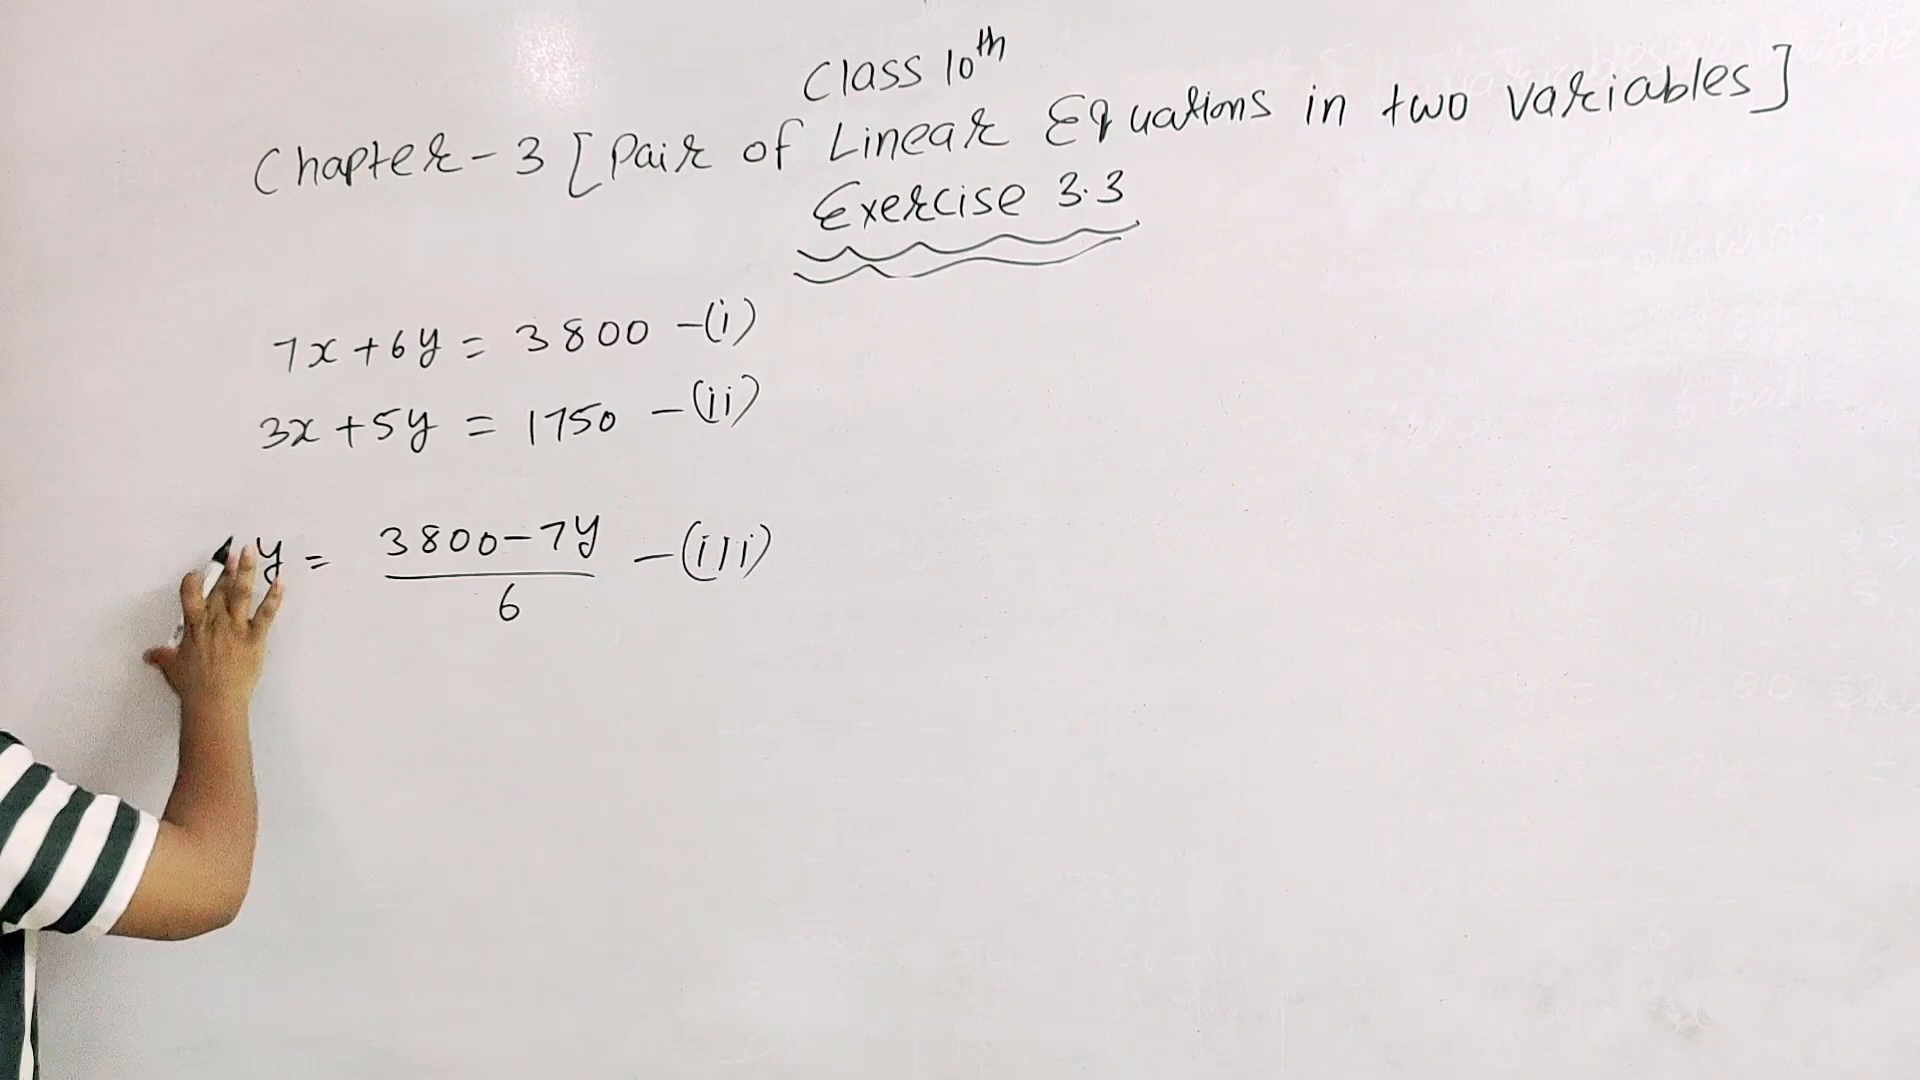 Class 10th
Chapter-3 [Pair of Linear Equations in two variables]
Exercise 3.3
7x+6y = 3800 -(i)
3x+5y = 1750 -(ii)
y = 3800-7y -(iii)
6